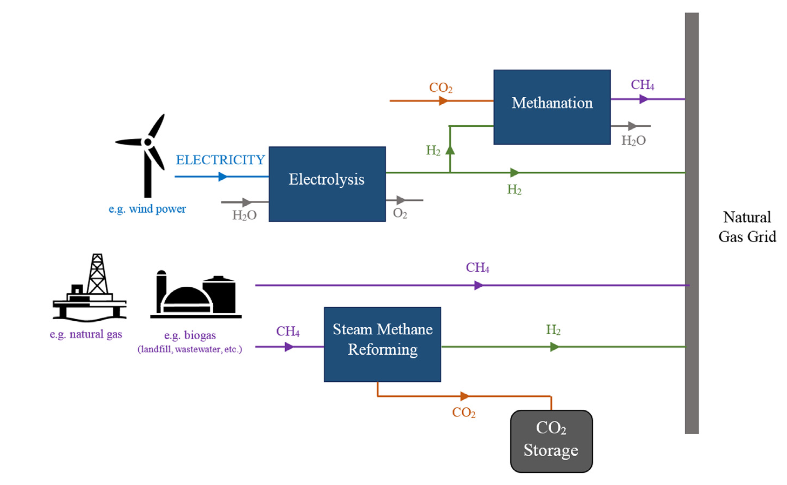 CO₂
CH₄
Methanation
H₂O
H₂
ELECTRICITY
Electrolysis
H₂
e.g. wind power
H₂O
O₂
Natural
Gas Grid
CH₄
e.g. natural gas
e.g. biogas
(landfill, wastewater, etc.)
CH₄
Steam Methane
Reforming
H₂
CO₂
CO₂
Storage